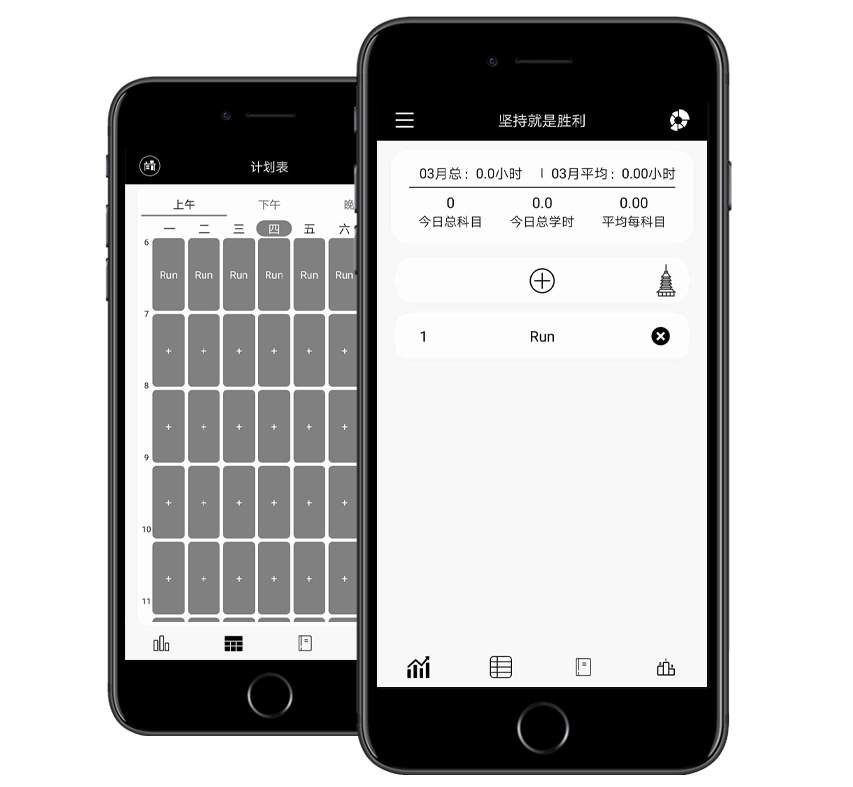 计划表
上午 下午 晚
一 二 三 四 五 六
6
Run Run Run Run Run Run
7
+ + + + + +
8
+ + + + + +
9
+ + + + + +
10
+ + + + + +
11
坚持就是胜利
03月总：0.0小时 | 03月平均：0.00小时
0 0.0 0.00
今日总科目 今日总学时 平均每科目
1 Run